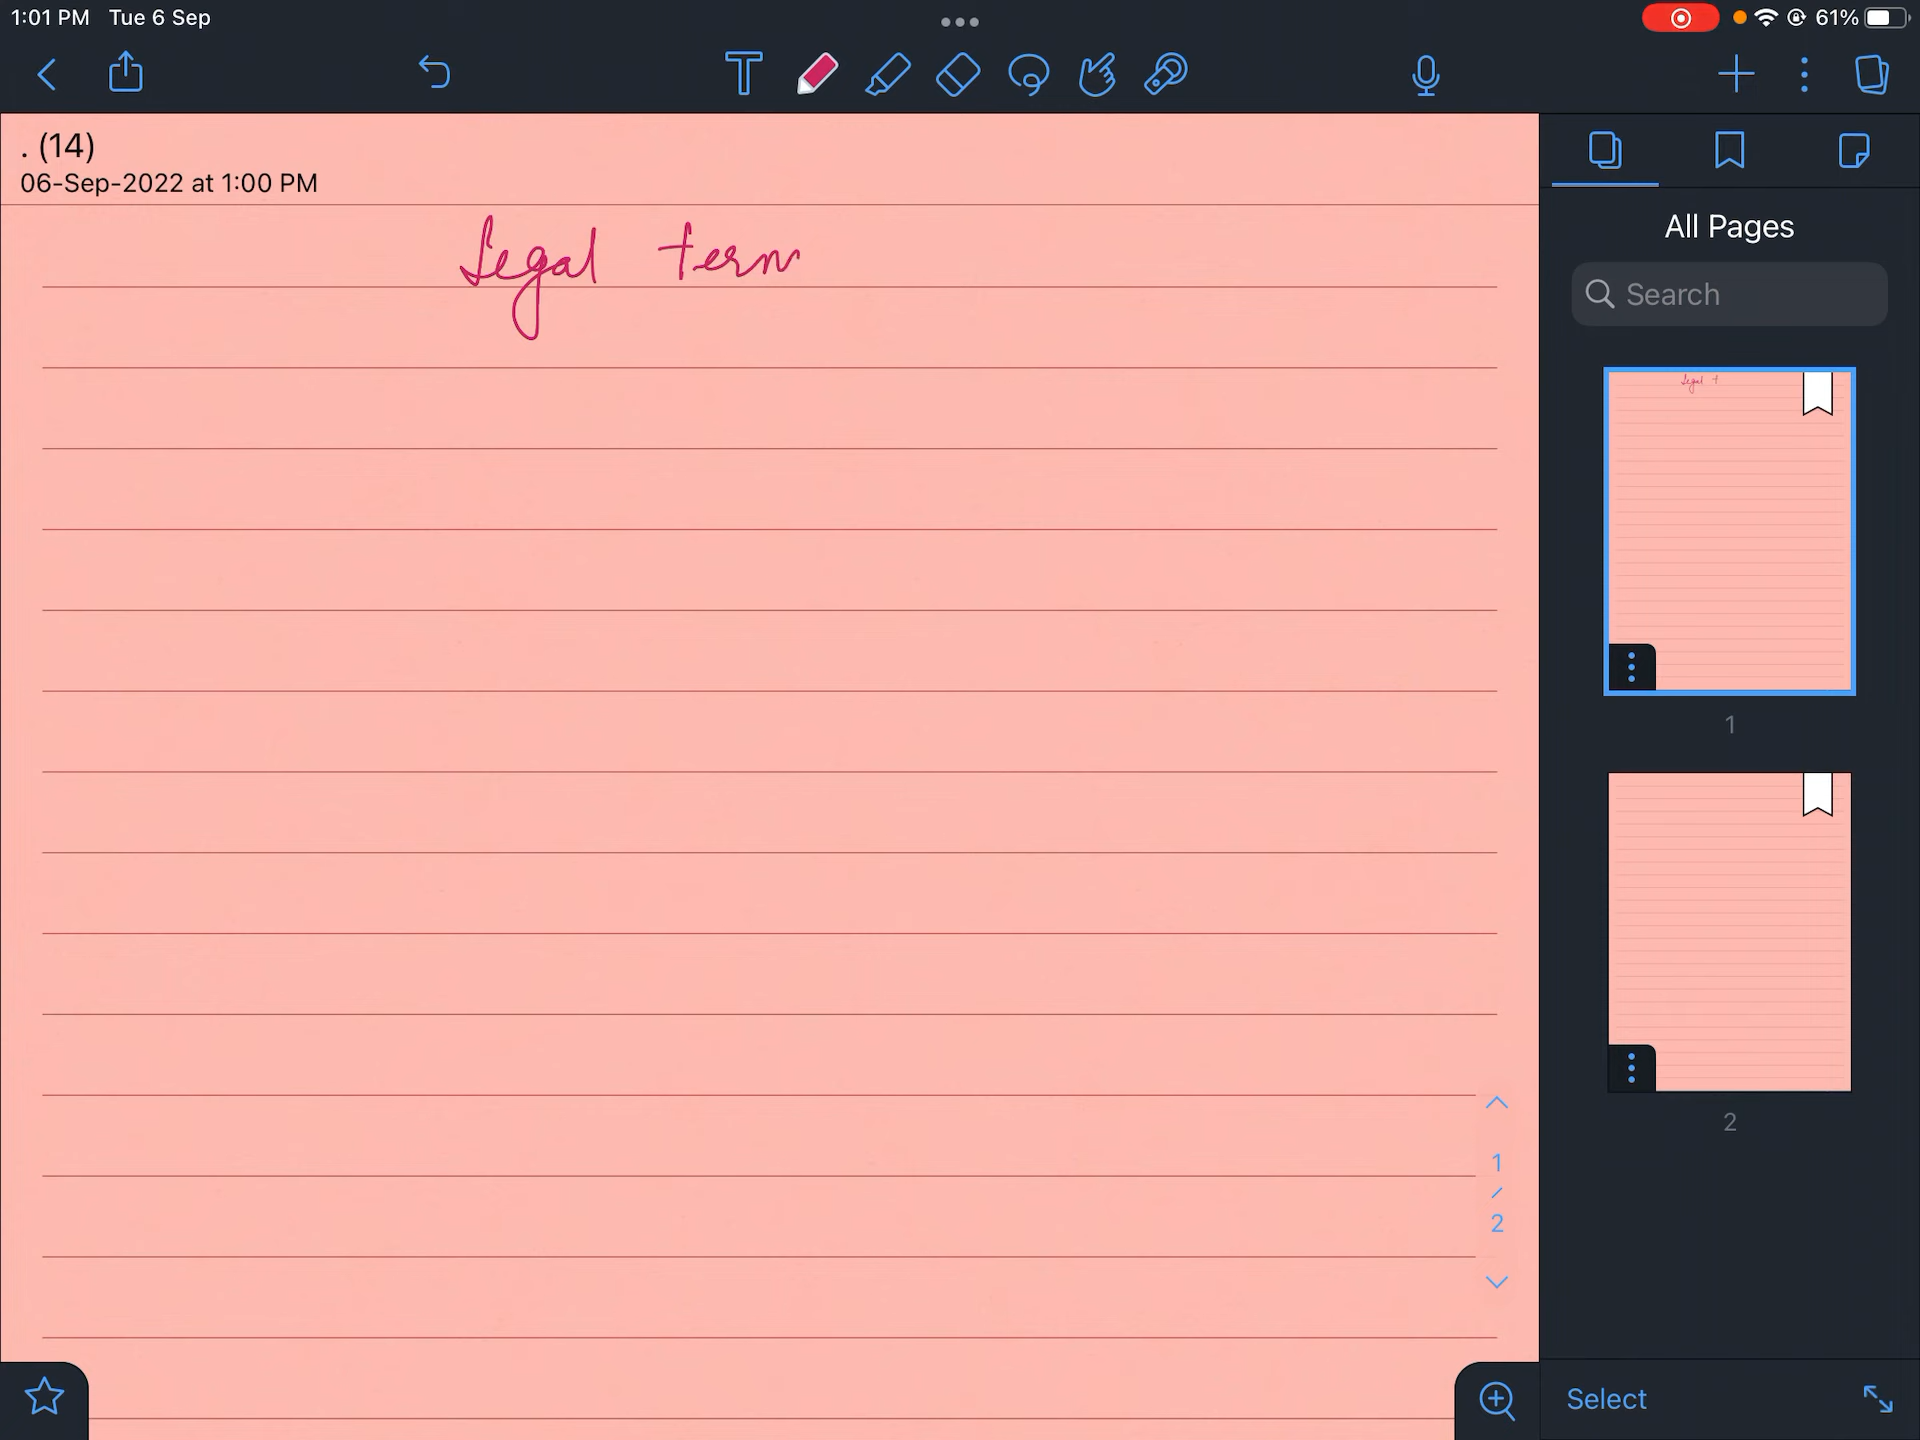 1:01 PM Tue 6 Sep
61%
. (14)
06-Sep-2022 at 1:00 PM
Legal term
All Pages
Search
Legal t
1
2
1
/
2
Select